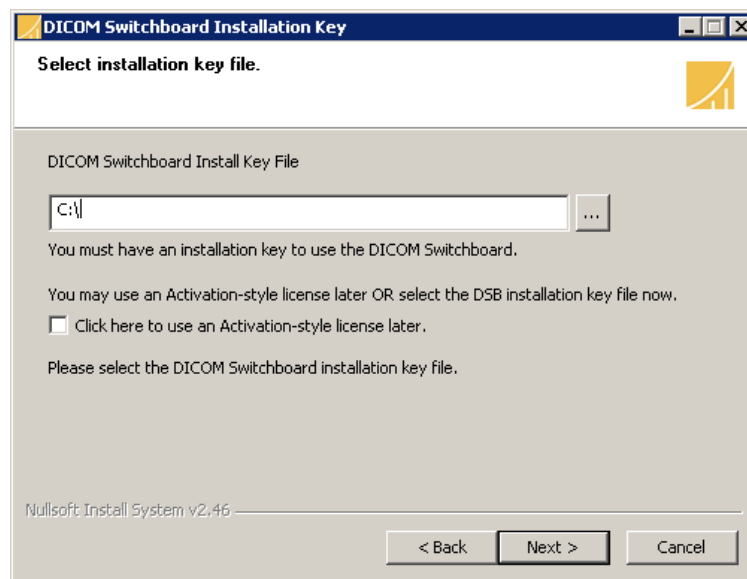 DICOM Switchboard Installation Key
Select installation key file.
DICOM Switchboard Install Key File
C:\
...
You must have an installation key to use the DICOM Switchboard.
You may use an Activation-style license later OR select the DSB installation key file now.
Click here to use an Activation-style license later.
Please select the DICOM Switchboard installation key file.
Nullsoft Install System v2.46
< Back Next > Cancel